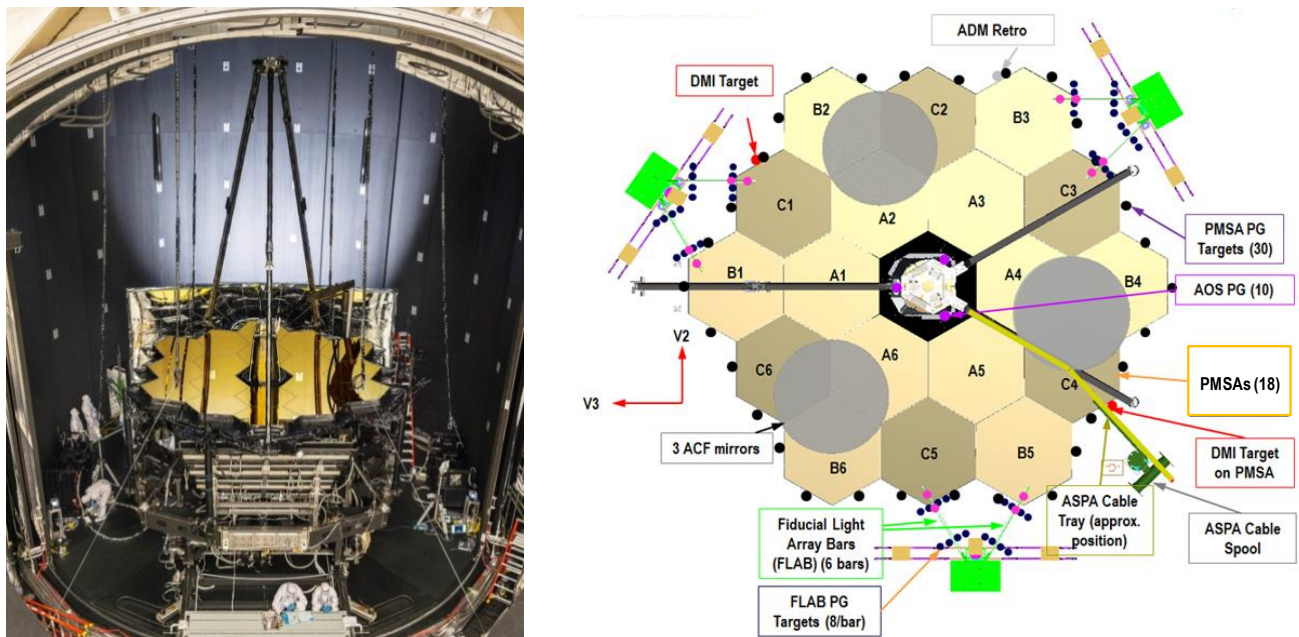 ADM Retro
DMI Target
B2
C2
B3
C1
A2
A3
C3
PMSA PG
Targets (30)
B1
A1
A4
B4
AOS PG (10)
V2
A6
A5
C6
C4
PMSAs (18)
V3
3 ACF mirrors
B6
C5
B5
DMI Target
on PMSA
Fiducial Light
Array Bars
(FLAB) (6 bars)
ASPA Cable
Tray (approx.
position)
ASPA Cable
Spool
FLAB PG
Targets (8/bar)